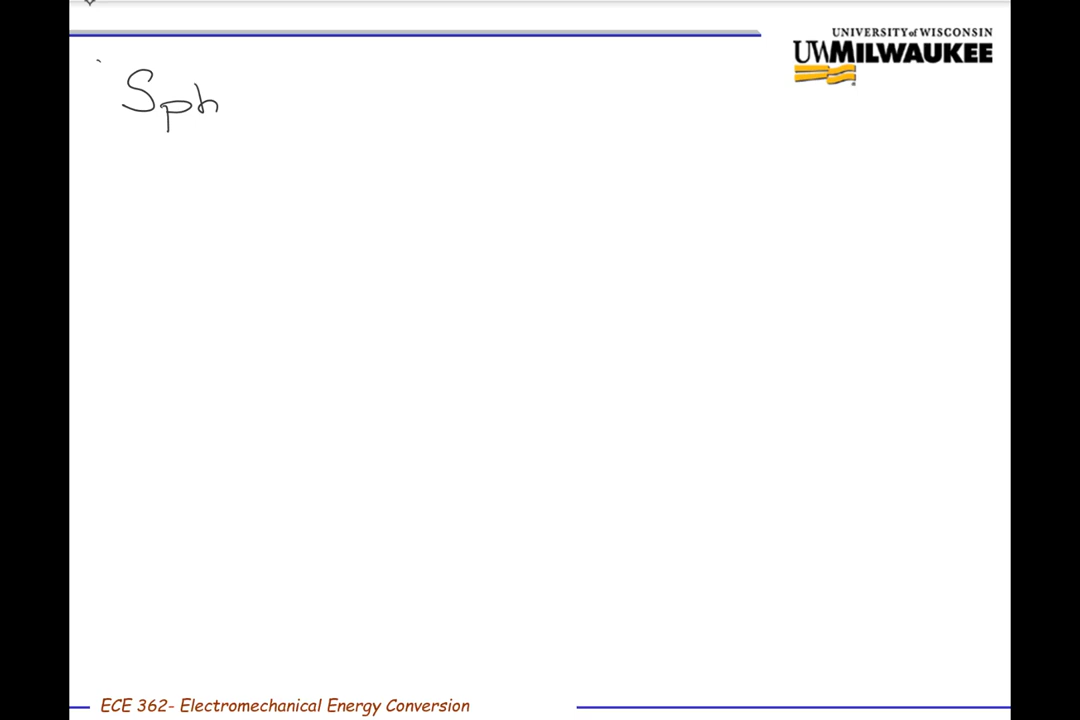 UNIVERSITY of WISCONSIN
UWMILWAUKEE
Sph
ECE 362- Electromechanical Energy Conversion